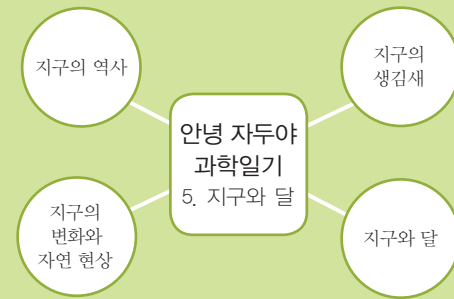 지구의 역사
지구의
생김새
안녕 자두야
과학일기
5. 지구와 달
지구의
변화와
자연 현상
지구와 달